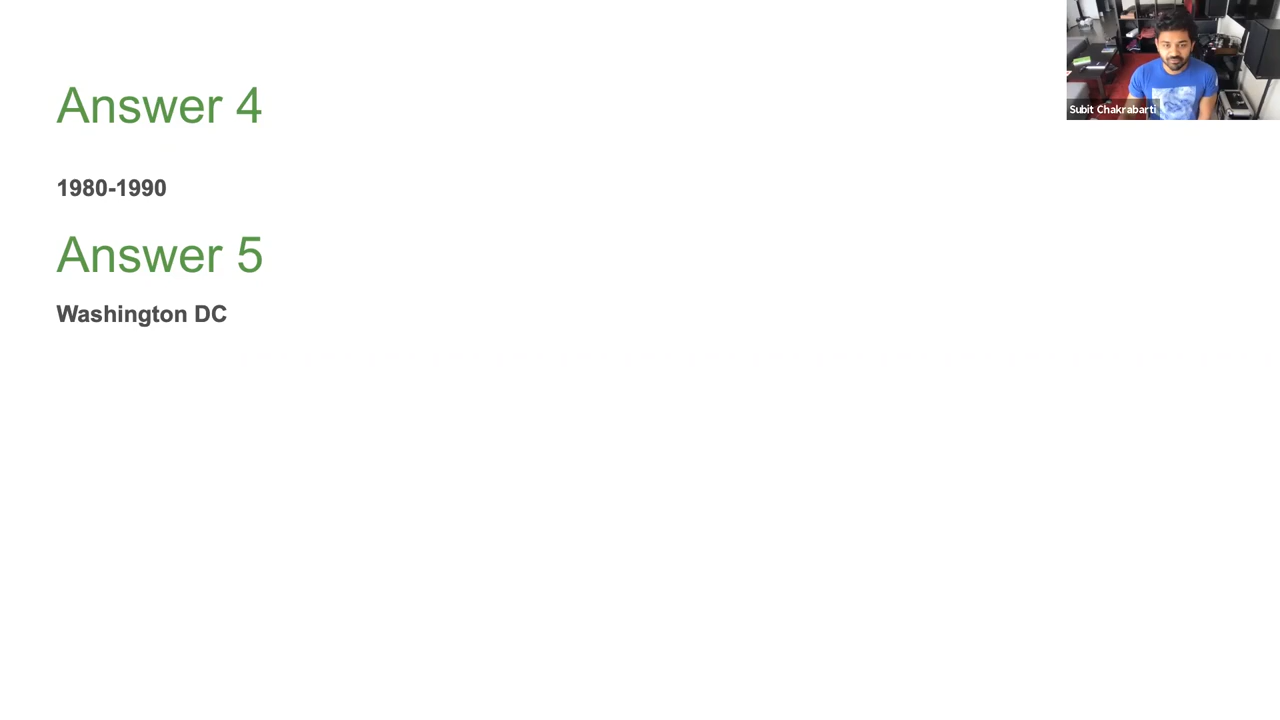 Answer 4
1980-1990
Answer 5
Washington DC
Subit Chakrabarti